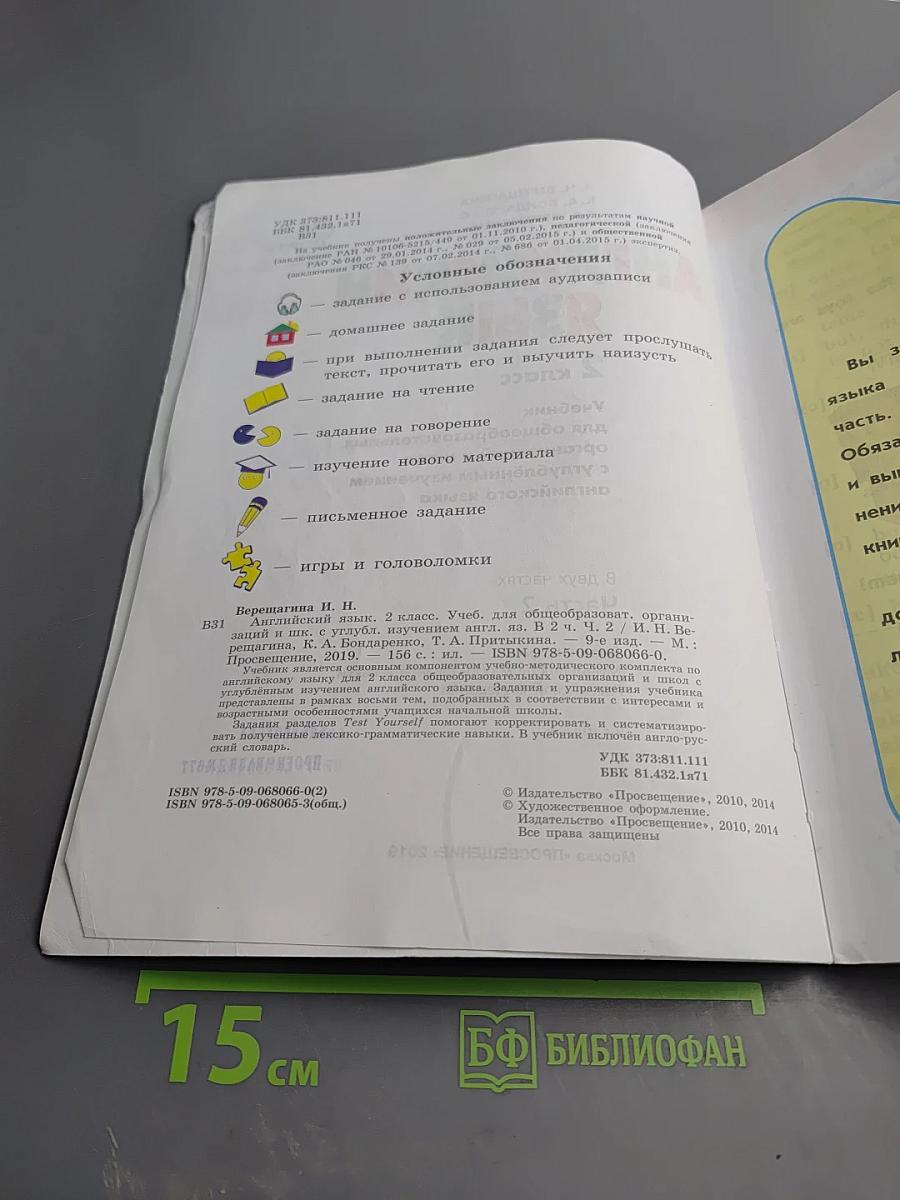 УДК 373:811.111
ББК 81.432.1я71
В31
На учебник получены положительные заключения по результатам научной
(заключение РАН № 10106-5215/449 от 01.11.2010 г.), педагогической (заключения
РАО № 046 от 29.01.2014 г., № 029 от 05.02.2015 г.) и общественной
(заключения РКС № 139 от 07.02.2014 г., № 686 от 01.04.2015 г.) экспертиз.
Условные обозначения
— задание с использованием аудиозаписи
— домашнее задание
— при выполнении задания следует прослушать
текст, прочитать его и выучить наизусть
— задание на чтение
— задание на говорение
— изучение нового материала
— письменное задание
— игры и головоломки
Верещагина И. Н.
В31 Английский язык. 2 класс. Учеб. для общеобразоват. органи-
заций и шк. с углубл. изучением англ. яз. В 2 ч. Ч. 2 / И. Н. Ве-
рещагина, К. А. Бондаренко, Т. А. Притыкина. — 9-е изд. — М. :
Просвещение, 2019. — 156 с. : ил. — ISBN 978-5-09-068066-0.
Учебник является основным компонентом учебно-методического комплекта по
английскому языку для 2 класса общеобразовательных организаций и школ с
углублённым изучением английского языка. Задания и упражнения учебника
представлены в рамках восьми тем, подобранных в соответствии с интересами и
возрастными особенностями учащихся начальной школы.
Задания разделов Test Yourself помогают корректировать и систематизиро-
вать полученные лексико-грамматические навыки. В учебник включён англо-рус-
ский словарь.
УДК 373:811.111
ББК 81.432.1я71
ISBN 978-5-09-068066-0(2)
ISBN 978-5-09-068065-3(общ.)
© Издательство «Просвещение», 2010, 2014
© Художественное оформление.
Издательство «Просвещение», 2010, 2014
Все права защищены
Вы з
языка
часть.
Обяза
и вып
нени
кни
до
л
15 см
БФ БИБЛИОФАН